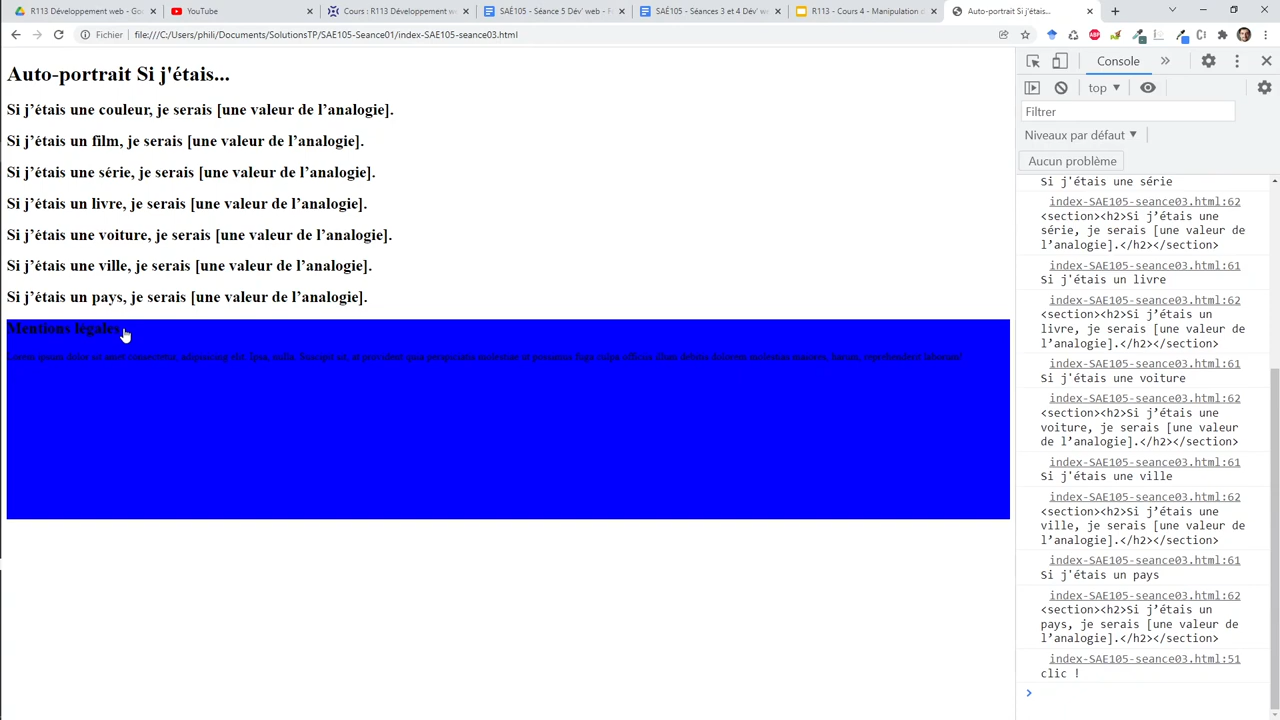 R113 Développement web - Goo
YouTube
Cours : R113 Développement we
SAÉ105 - Séance 5 Dév' web - F
SAÉ105 - Séances 3 et 4 Dév' we
R113 - Cours 4 - Manipulation d
Auto-portrait Si j'étais...
Fichier
file:///C:/Users/phili/Documents/SolutionsTP/SAE105-Seance01/index-SAE105-seance03.html
Auto-portrait Si j'étais...
Si j’étais une couleur, je serais [une valeur de l’analogie].
Si j’étais un film, je serais [une valeur de l’analogie].
Si j’étais une série, je serais [une valeur de l’analogie].
Si j’étais un livre, je serais [une valeur de l’analogie].
Si j’étais une voiture, je serais [une valeur de l’analogie].
Si j’étais une ville, je serais [une valeur de l’analogie].
Si j’étais un pays, je serais [une valeur de l’analogie].
Mentions légales
Lorem ipsum dolor sit amet consectetur, adipisicing elit.
Console
top
Filtrer
Niveaux par défaut
Aucun problème
Si j'étais une série
index-SAE105-seance03.html:62
<section><h2>Si j’étais une
série, je serais [une valeur de
l’analogie].</h2></section>
index-SAE105-seance03.html:61
Si j'étais un livre
index-SAE105-seance03.html:62
<section><h2>Si j’étais un
livre, je serais [une valeur de
l’analogie].</h2></section>
index-SAE105-seance03.html:61
Si j'étais une voiture
index-SAE105-seance03.html:62
<section><h2>Si j’étais une
voiture, je serais [une valeur
de l’analogie].</h2></section>
index-SAE105-seance03.html:61
Si j'étais une ville
index-SAE105-seance03.html:62
<section><h2>Si j’étais une
ville, je serais [une valeur de
l’analogie].</h2></section>
index-SAE105-seance03.html:61
Si j'étais un pays
index-SAE105-seance03.html:62
<section><h2>Si j’étais un
pays, je serais [une valeur de
l’analogie].</h2></section>
index-SAE105-seance03.html:51
clic !